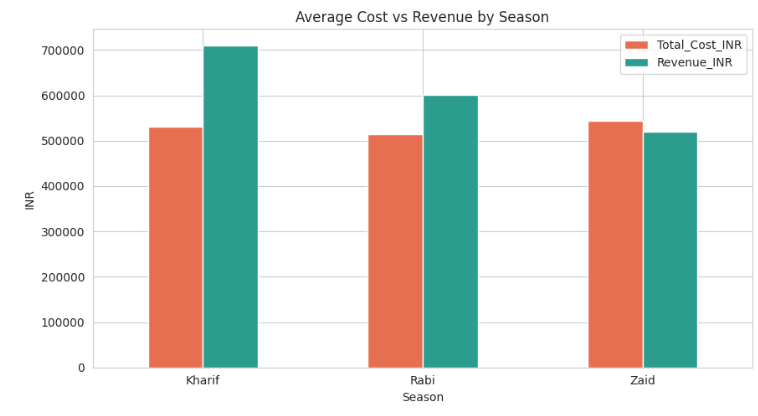 Average Cost vs Revenue by Season
Total_Cost_INR
Revenue_INR
700000
600000
500000
400000
300000
200000
100000
0
INR
Kharif
Rabi
Zaid
Season